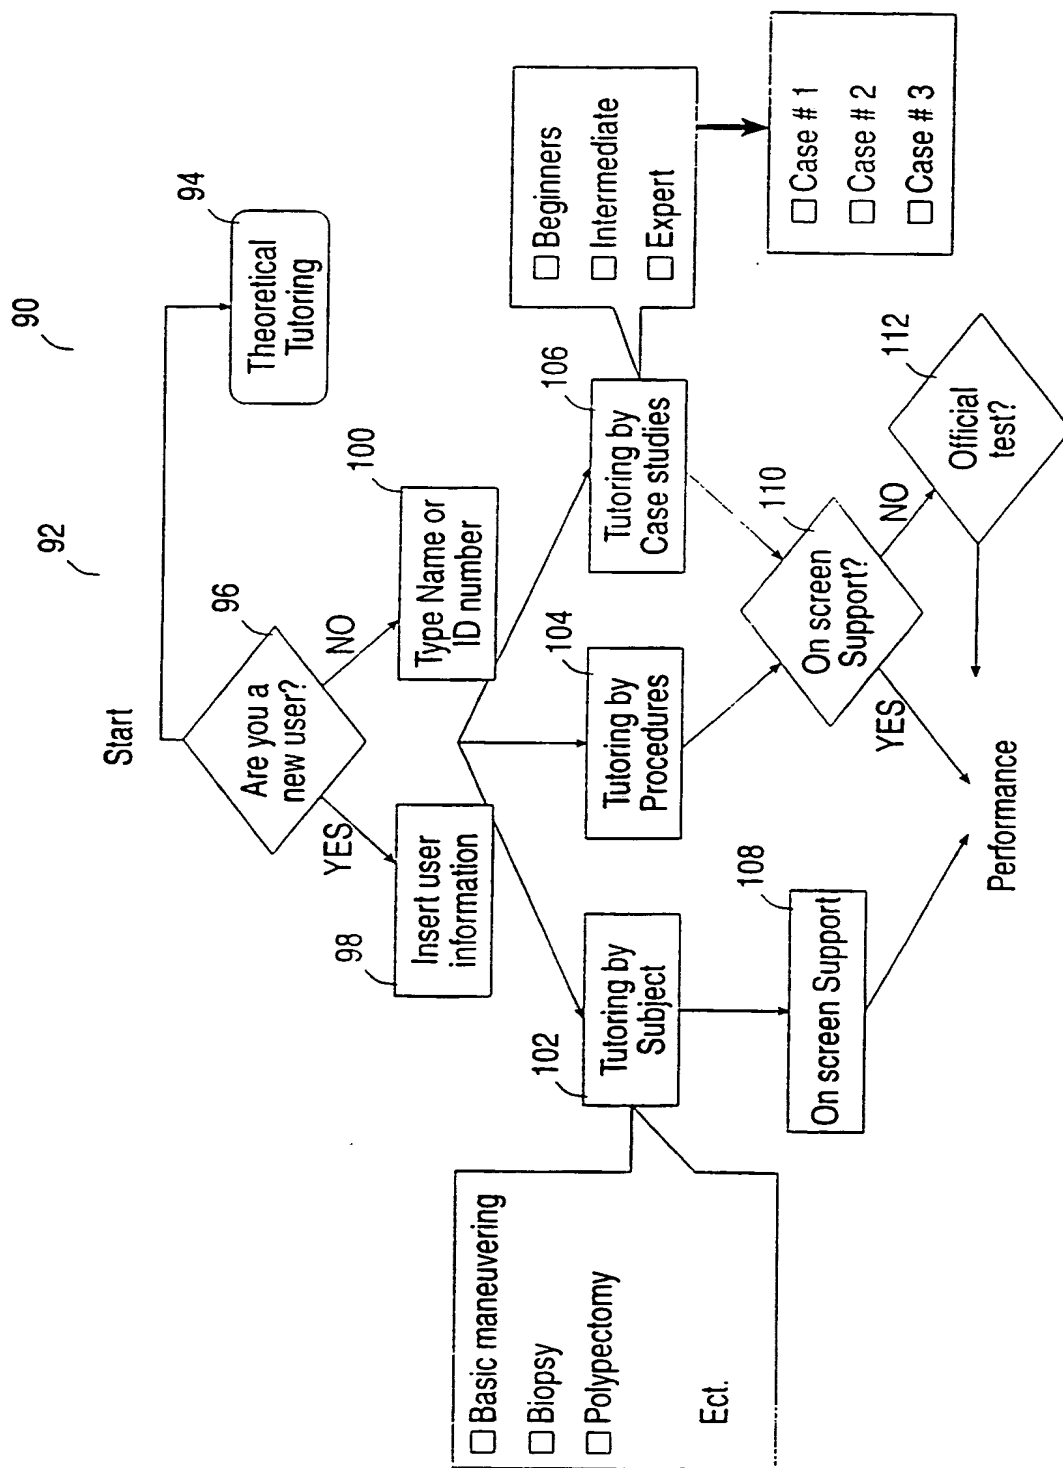 90
92
Start
94
Theoretical
Tutoring
96
Are you a
new user?
YES
NO
98
Insert user
information
100
Type Name or
ID number
102
Tutoring by
Subject
104
Tutoring by
Procedures
106
Tutoring by
Case studies
Basic maneuvering
Biopsy
Polypectomy
Ect.
Beginners
Intermediate
Expert
Case # 1
Case # 2
Case # 3
108
On screen Support
110
On screen
Support?
YES
NO
112
Official
test?
Performance